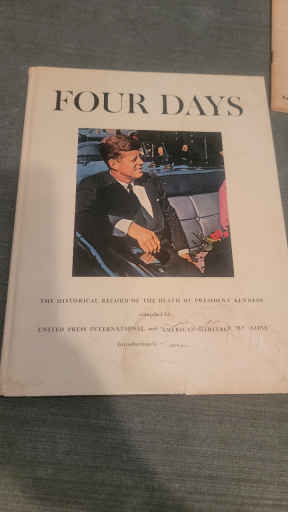 FOUR DAYS
THE HISTORICAL RECORD OF THE DEATH OF PRESIDENT KENNEDY
compiled by
UNITED PRESS INTERNATIONAL and AMERICAN HERITAGE MAGAZINE